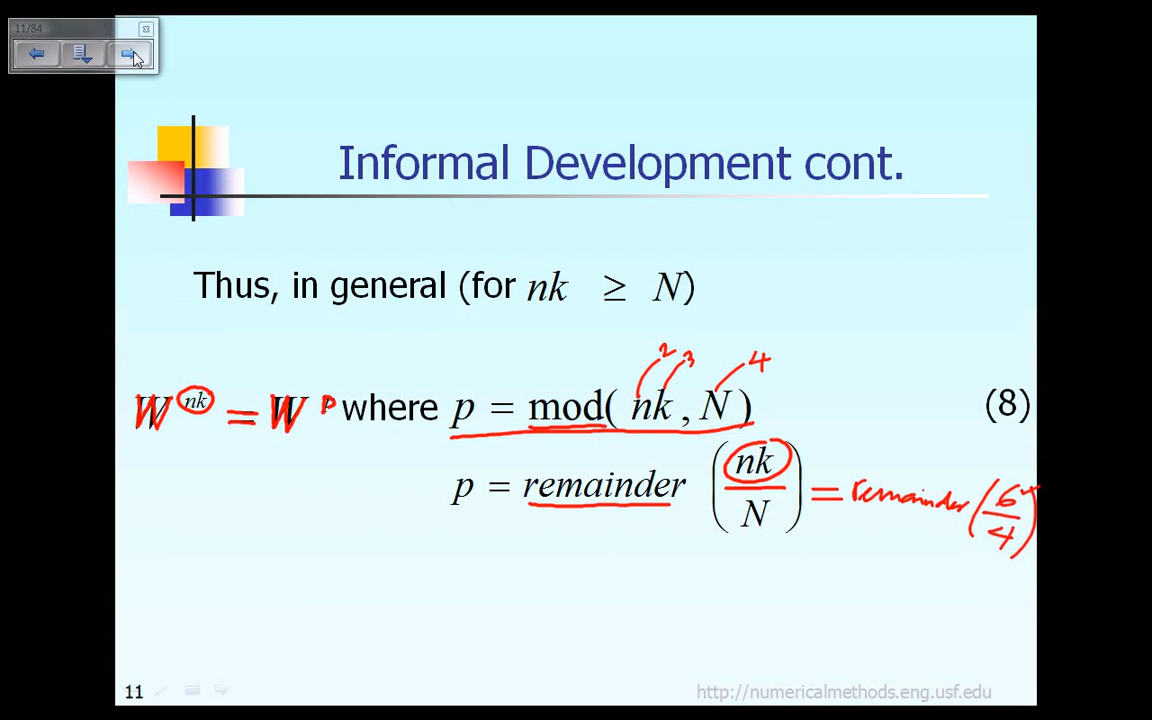 11/84
Informal Development cont.
Thus, in general (for nk ≥ N)
2 3 4
W^nk = W^p where p = mod( nk , N ) (8)
p = remainder (nk/N) = remainder (6/4)
11 http://numericalmethods.eng.usf.edu